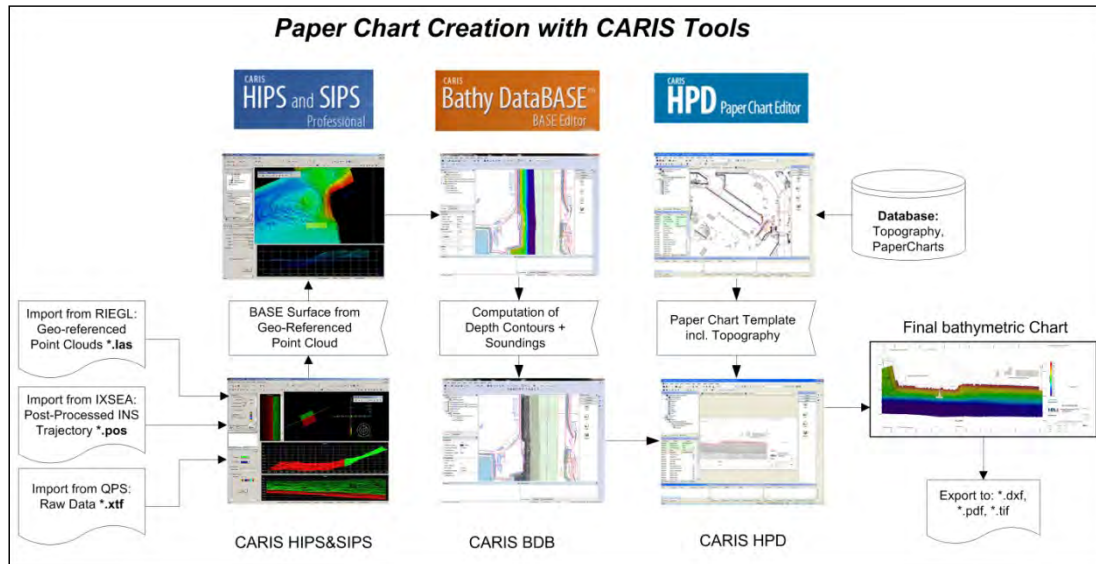 Paper Chart Creation with CARIS Tools
CARIS
HIPS and SIPS
Professional
CARIS
Bathy DataBASE
BASE Editor
CARIS
HPD Paper Chart Editor
Database:
Topography,
PaperCharts
Import from RIEGL:
Geo-referenced
Point Clouds *.las
BASE Surface from
Geo-Referenced
Point Cloud
Computation of
Depth Contours +
Soundings
Paper Chart Template
incl. Topography
Final bathymetric Chart
Import from IXSEA:
Post-Processed INS
Trajectory *.pos
Import from QPS:
Raw Data *.xtf
Export to: *.dxf,
*.pdf, *.tif
CARIS HIPS&SIPS
CARIS BDB
CARIS HPD